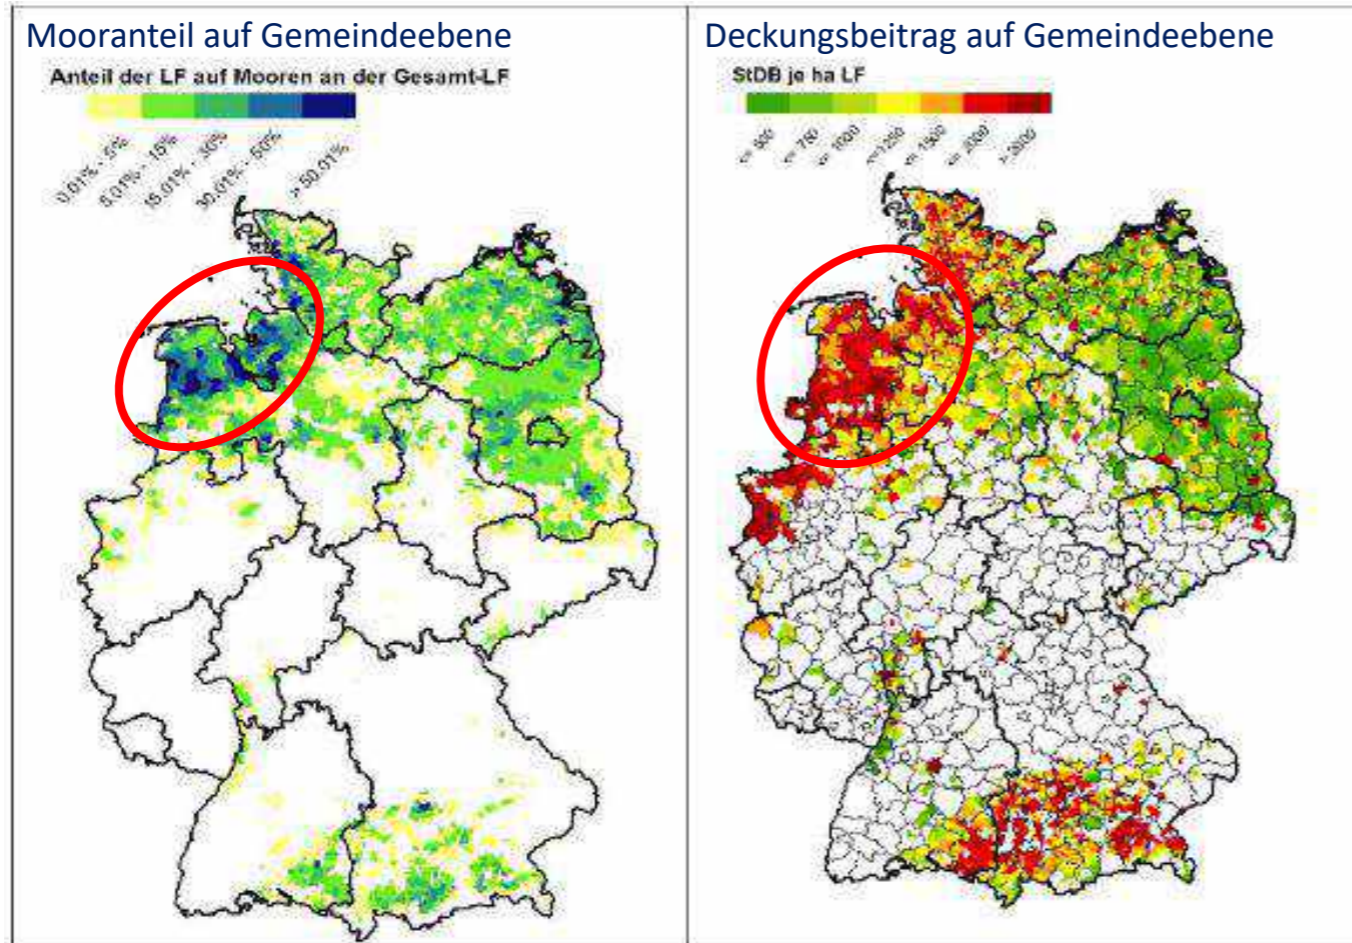 Mooranteil auf Gemeindeebene
Anteil der LF auf Mooren an der Gesamt-LF
0.01% - 5%
5.01% - 15%
15.01% - 30%
30.01% - 50%
> 50.01%
Deckungsbeitrag auf Gemeindeebene
StDB je ha LF
<= 500
<= 750
<= 1000
<=1250
<= 1500
<= 2000
> 2000